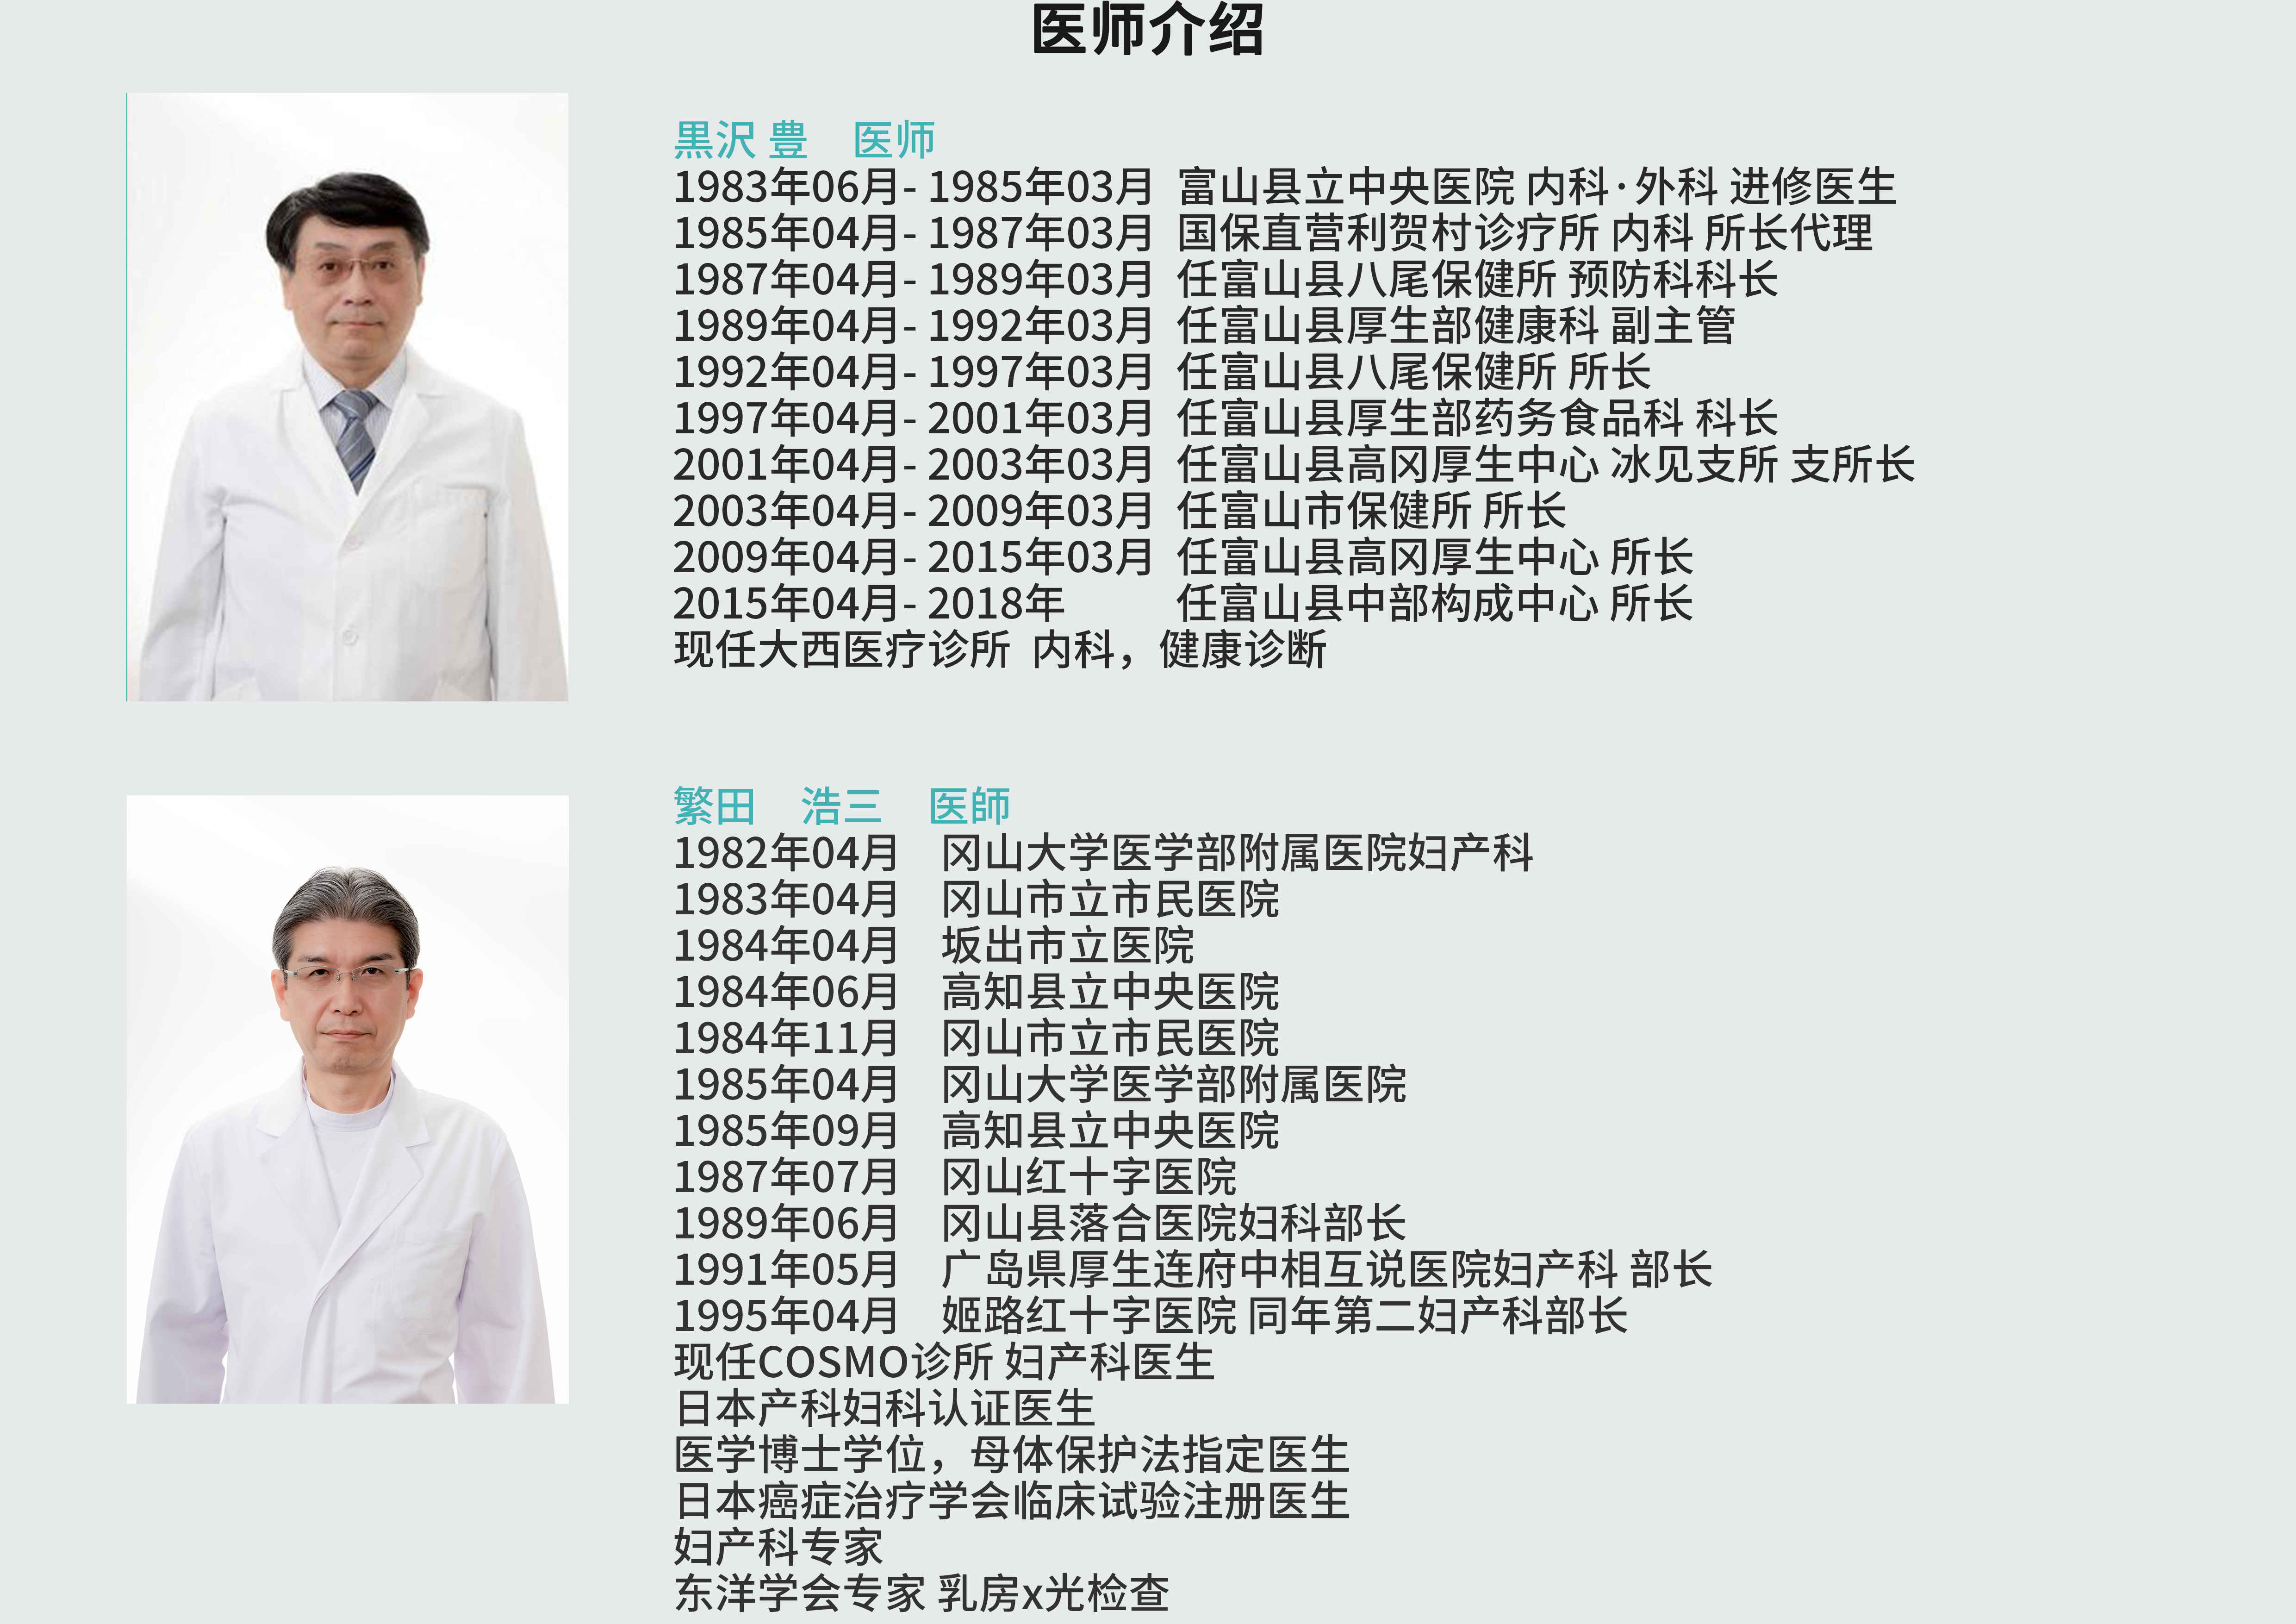 医师介绍
黒沢 豊　医师
1983年06月- 1985年03月 富山县立中央医院 内科·外科 进修医生
1985年04月- 1987年03月 国保直营利贺村诊疗所 内科 所长代理
1987年04月- 1989年03月 任富山县八尾保健所 预防科科长
1989年04月- 1992年03月 任富山县厚生部健康科 副主管
1992年04月- 1997年03月 任富山县八尾保健所 所长
1997年04月- 2001年03月 任富山县厚生部药务食品科 科长
2001年04月- 2003年03月 任富山县高冈厚生中心 冰见支所 支所长
2003年04月- 2009年03月 任富山市保健所 所长
2009年04月- 2015年03月 任富山县高冈厚生中心 所长
2015年04月- 2018年 任富山县中部构成中心 所长
现任大西医疗诊所 内科，健康诊断
繁田　浩三　医師
1982年04月　冈山大学医学部附属医院妇产科
1983年04月　冈山市立市民医院
1984年04月　坂出市立医院
1984年06月　高知县立中央医院
1984年11月　冈山市立市民医院
1985年04月　冈山大学医学部附属医院
1985年09月　高知县立中央医院
1987年07月　冈山红十字医院
1989年06月　冈山县落合医院妇科部长
1991年05月　广岛県厚生连府中相互说医院妇产科 部长
1995年04月　姬路红十字医院 同年第二妇产科部长
现任COSMO诊所 妇产科医生
日本产科妇科认证医生
医学博士学位，母体保护法指定医生
日本癌症治疗学会临床试验注册医生
妇产科专家
东洋学会专家 乳房x光检查